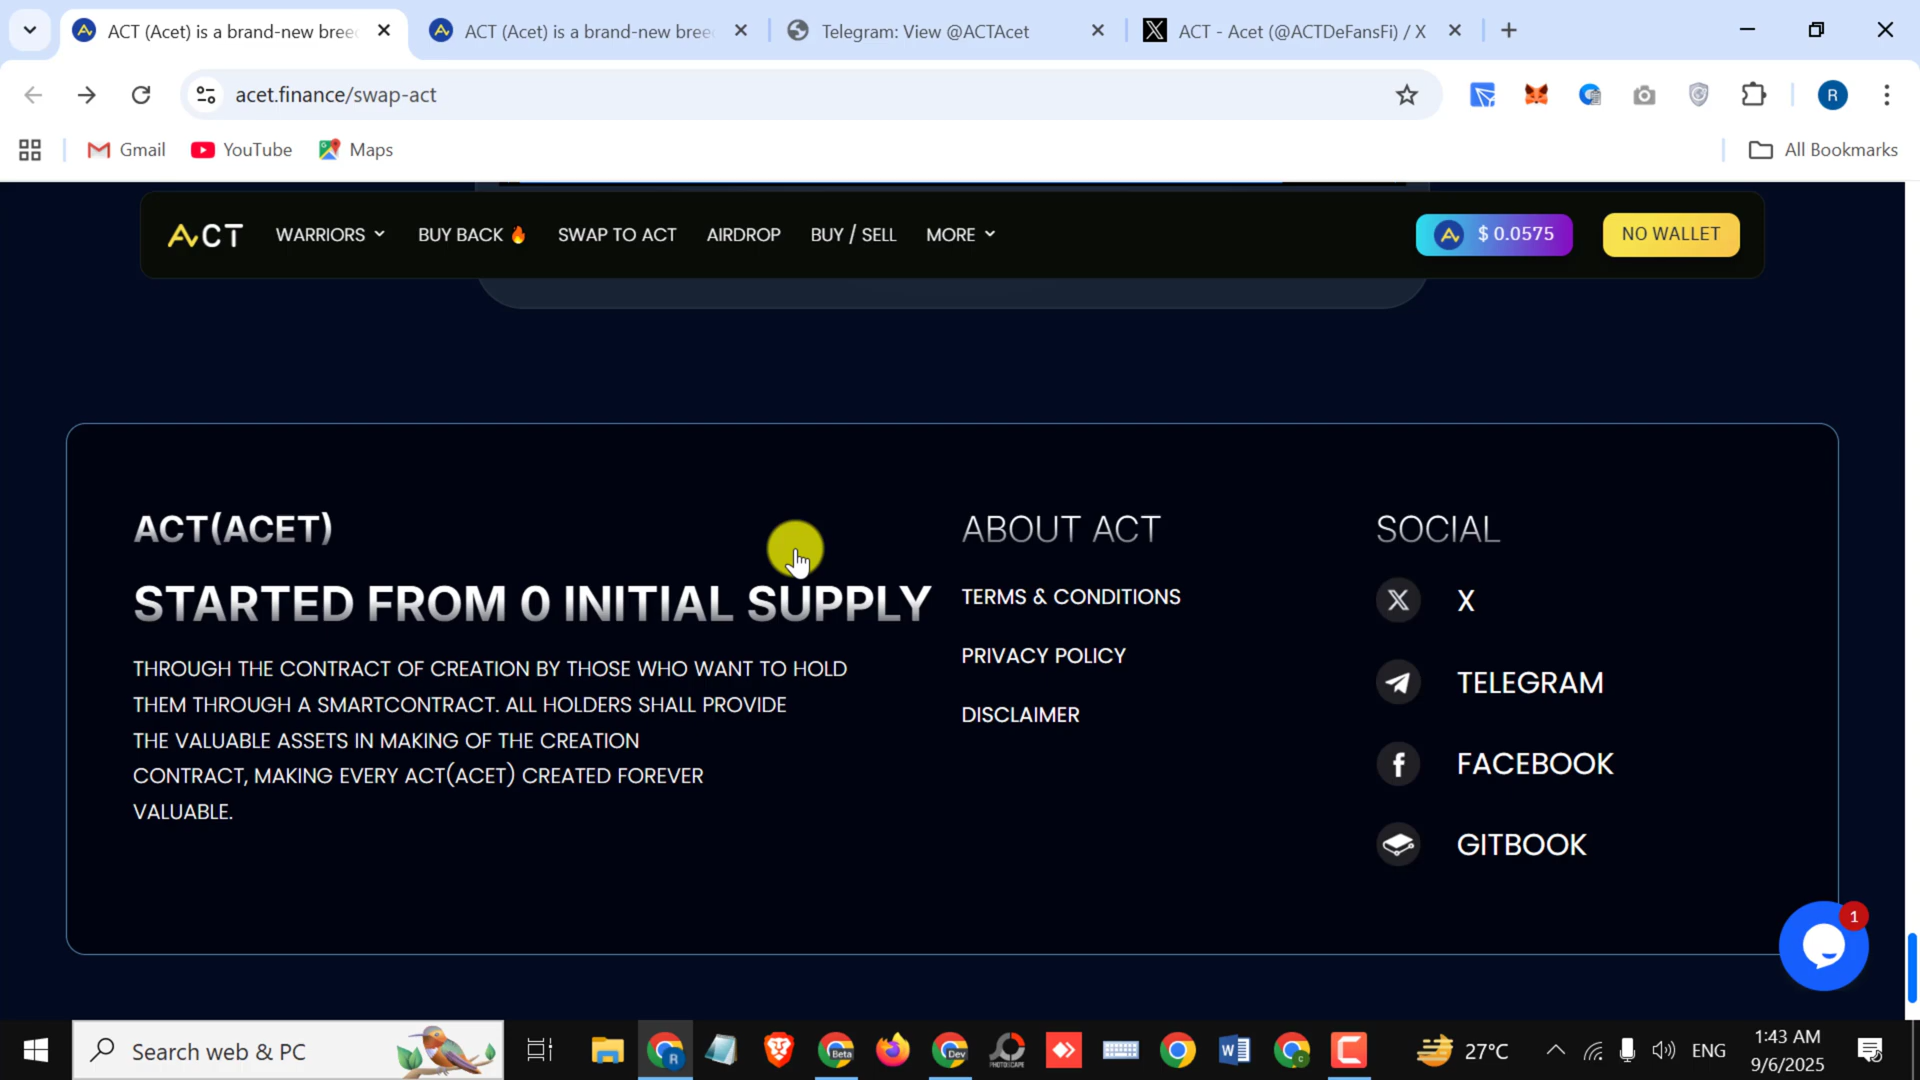 ACT (Acet) is a brand-new bree
ACT (Acet) is a brand-new bree
Telegram: View @ACTAcet
ACT - Acet (@ACTDeFansFi) / X
acet.finance/swap-act
R
Gmail
YouTube
Maps
All Bookmarks
ACT
WARRIORS
BUY BACK 🔥
SWAP TO ACT
AIRDROP
BUY / SELL
MORE
$ 0.0575
NO WALLET
ACT(ACET)
STARTED FROM 0 INITIAL SUPPLY
THROUGH THE CONTRACT OF CREATION BY THOSE WHO WANT TO HOLD
THEM THROUGH A SMARTCONTRACT. ALL HOLDERS SHALL PROVIDE
THE VALUABLE ASSETS IN MAKING OF THE CREATION
CONTRACT, MAKING EVERY ACT(ACET) CREATED FOREVER
VALUABLE.
ABOUT ACT
TERMS & CONDITIONS
PRIVACY POLICY
DISCLAIMER
SOCIAL
X
TELEGRAM
FACEBOOK
GITBOOK
1
Search web & PC
R
Beta
Dev
PHOTOSCAPE
W
C
27°C
ENG
1:43 AM
9/6/2025